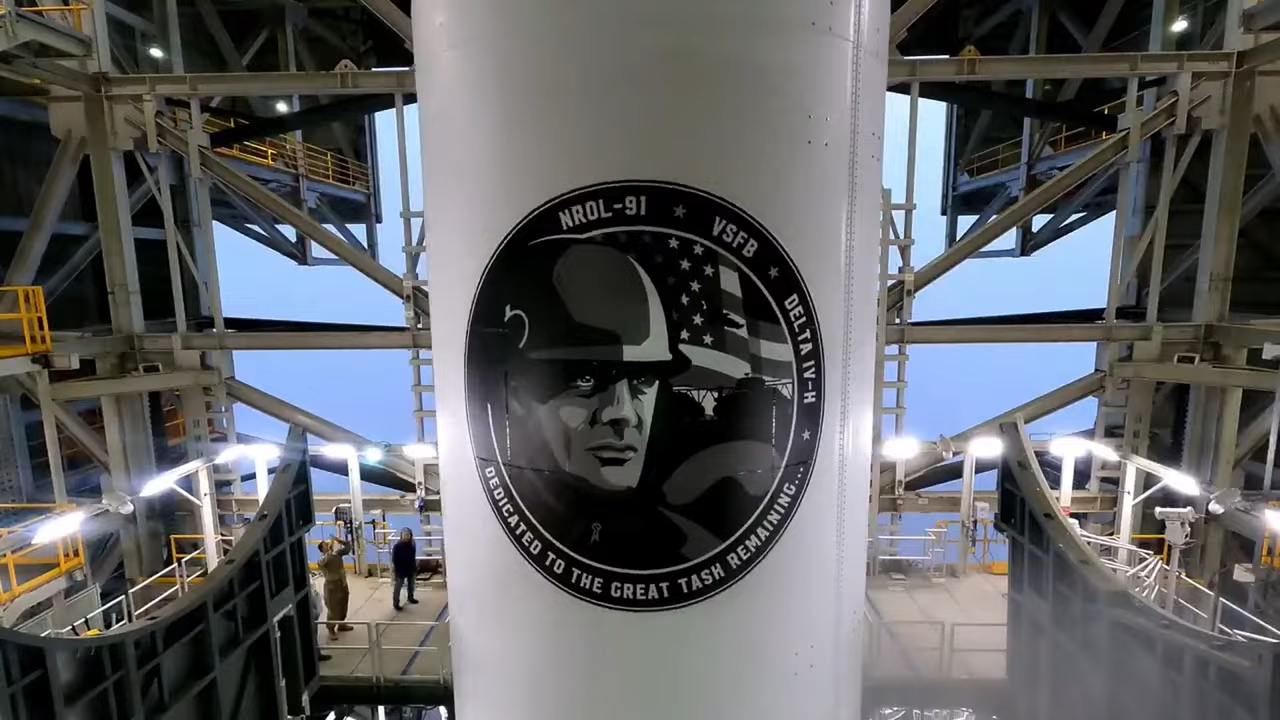 NROL-91 ★ VSFB ★ DELTA IV-H ★
DEDICATED TO THE GREAT TASH REMAINING...